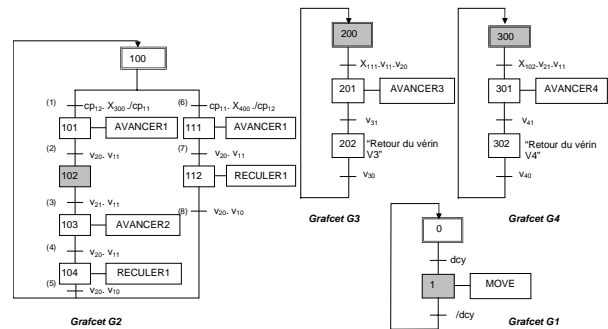 100
(1) cp12. X300 ./cp11
(6) cp11. X400 ./cp12
101 AVANCER1
111 AVANCER1
(2) v20. v11
(7) v20. v11
102
112 RECULER1
(3) v21. v11
(8) v20. v10
103 AVANCER2
(4) v20. v11
104 RECULER1
(5) v20. v10
Grafcet G2
200
X111.v11.v20
201 AVANCER3
v31
202 "Retour du vérin
V3"
v30
Grafcet G3
300
X102.v21.v11
301 AVANCER4
v41
302 "Retour du vérin
V4"
v40
Grafcet G4
0
dcy
1 MOVE
/dcy
Grafcet G1